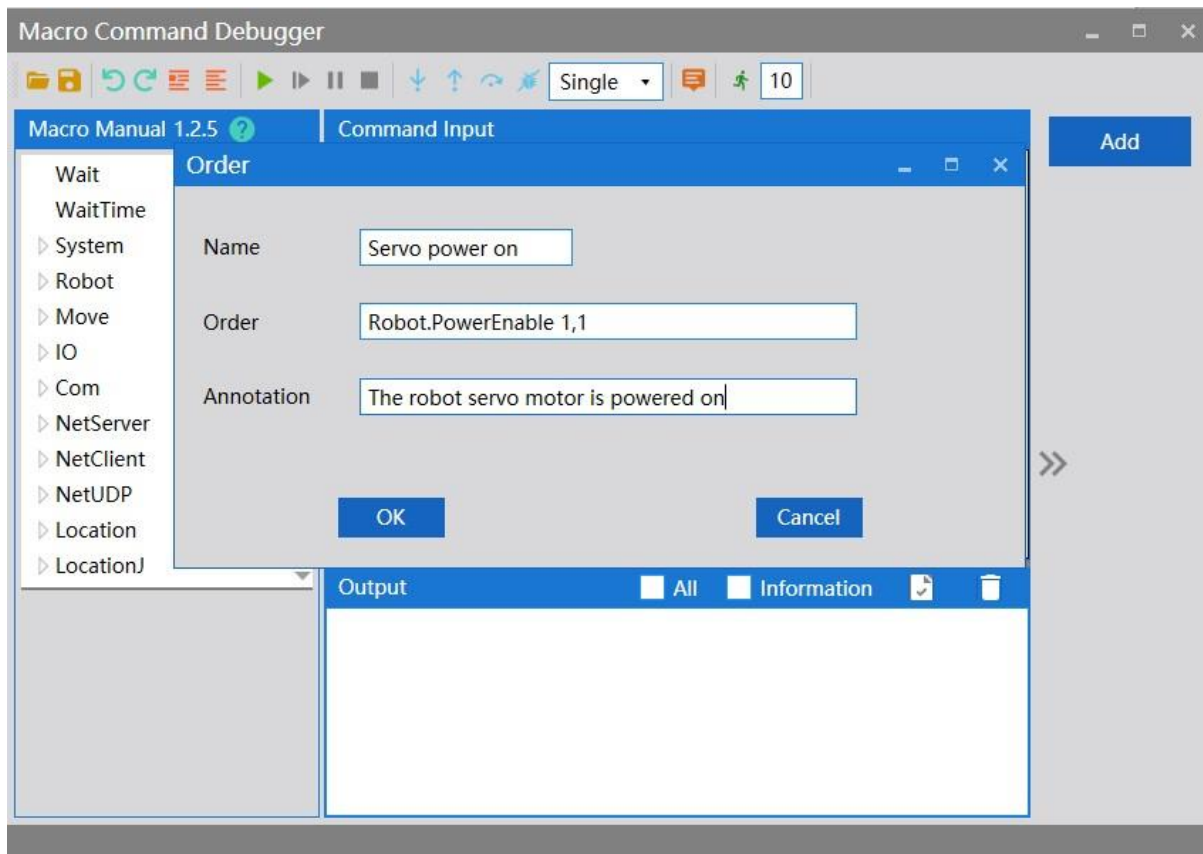 Macro Command Debugger
Single
10
Macro Manual 1.2.5 ?
Command Input
Add
Wait
WaitTime
System
Robot
Move
IO
Com
NetServer
NetClient
NetUDP
Location
LocationJ
Order
Name
Servo power on
Order
Robot.PowerEnable 1,1
Annotation
The robot servo motor is powered on
OK
Cancel
Output
All
Information